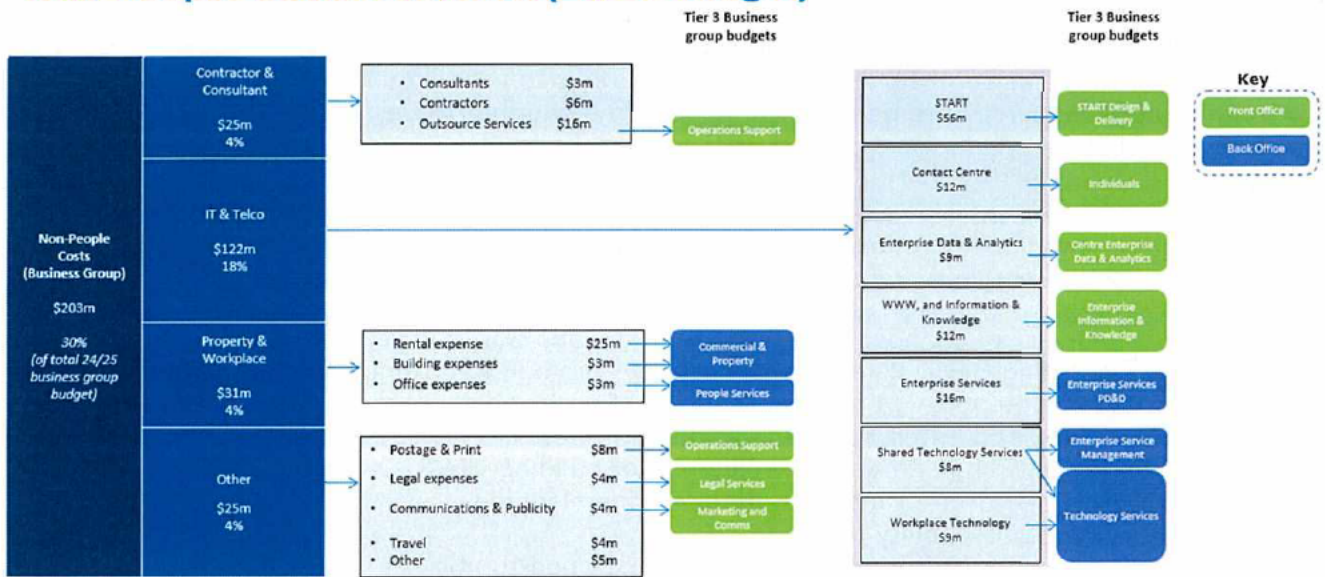 Tier 3 Business
group budgets
Tier 3 Business
group budgets
Non-People
Costs
(Business Group)
$203m
30%
(of total 24/25
business group
budget)
Contractor &
Consultant
$25m
4%
• Consultants $3m
• Contractors $6m
• Outsource Services $16m
Operations Support
IT & Telco
$122m
18%
Property &
Workplace
$31m
4%
• Rental expense $25m
• Building expenses $3m
• Office expenses $3m
Commercial &
Property
People Services
Other
$25m
4%
• Postage & Print $8m
• Legal expenses $4m
• Communications & Publicity $4m
• Travel $4m
• Other $5m
Operations Support
Legal Services
Marketing and
Comms
START
$56m
START Design &
Delivery
Contact Centre
$12m
Individuals
Enterprise Data & Analytics
$9m
Centre Enterprise
Data & Analytics
WWW, and Information &
Knowledge
$12m
Enterprise
Information &
Knowledge
Enterprise Services
$16m
Enterprise Services
PD&D
Shared Technology Services
$8m
Enterprise Service
Management
Workplace Technology
$9m
Technology Services
Key
Front Office
Back Office